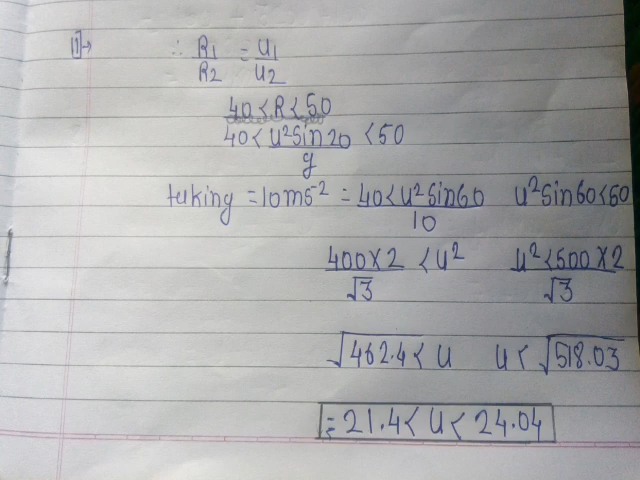 [1]→ ∴ R1/R2 = u1/u2
40 < R < 50
40 < u²sin2θ/g < 50
taking = 10ms⁻² = 40 < u²sin60/10 u²sin60 < 50
400×2/√3 < u² u² < 500×2/√3
√462.4 < u u < √518.03
= 21.4 < u < 24.04